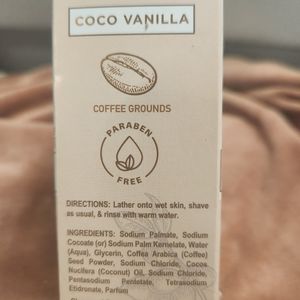 COCO VANILLA
COFFEE GROUNDS
PARABEN
FREE
DIRECTIONS: Lather onto wet skin, shave
as usual, & rinse with warm water.
INGREDIENTS: Sodium Palmate, Sodium
Cocoate (or) Sodium Palm Kernelate, Water
(Aqua), Glycerin, Coffea Arabica (Coffee)
Seed Powder, Sodium Chloride, Cocos
Nucifera (Coconut) Oil, Sodium Chloride,
Pentasodium Pentetate, Tetrasodium
Etidronate, Parfum